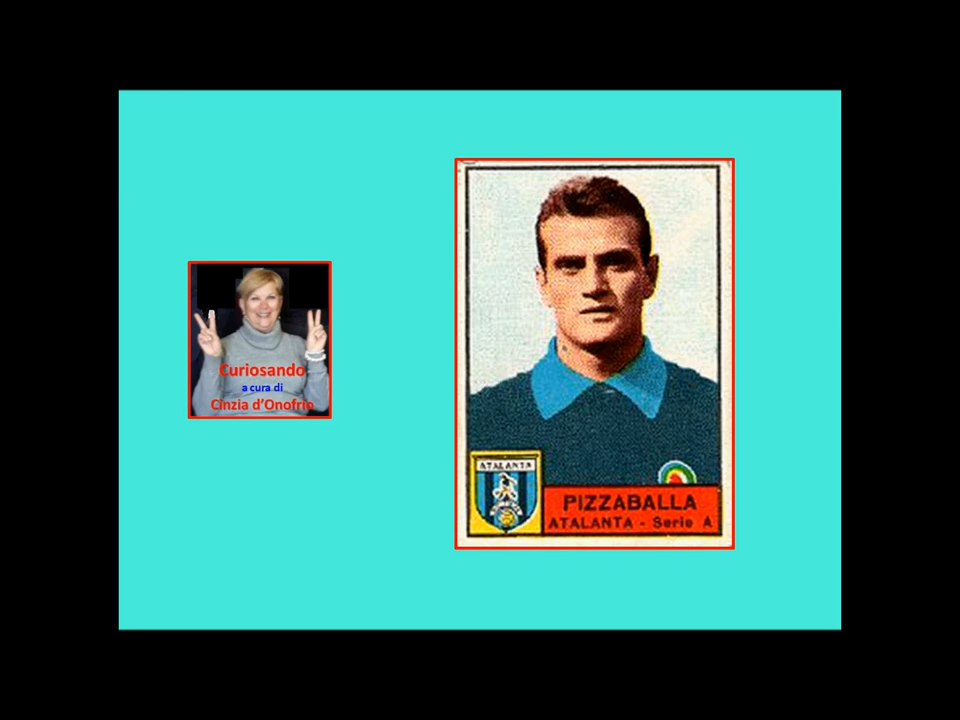 Curiosando
a cura di
Cinzia d'Onofrio
ATALANTA
PIZZABALLA
ATALANTA - Serie A